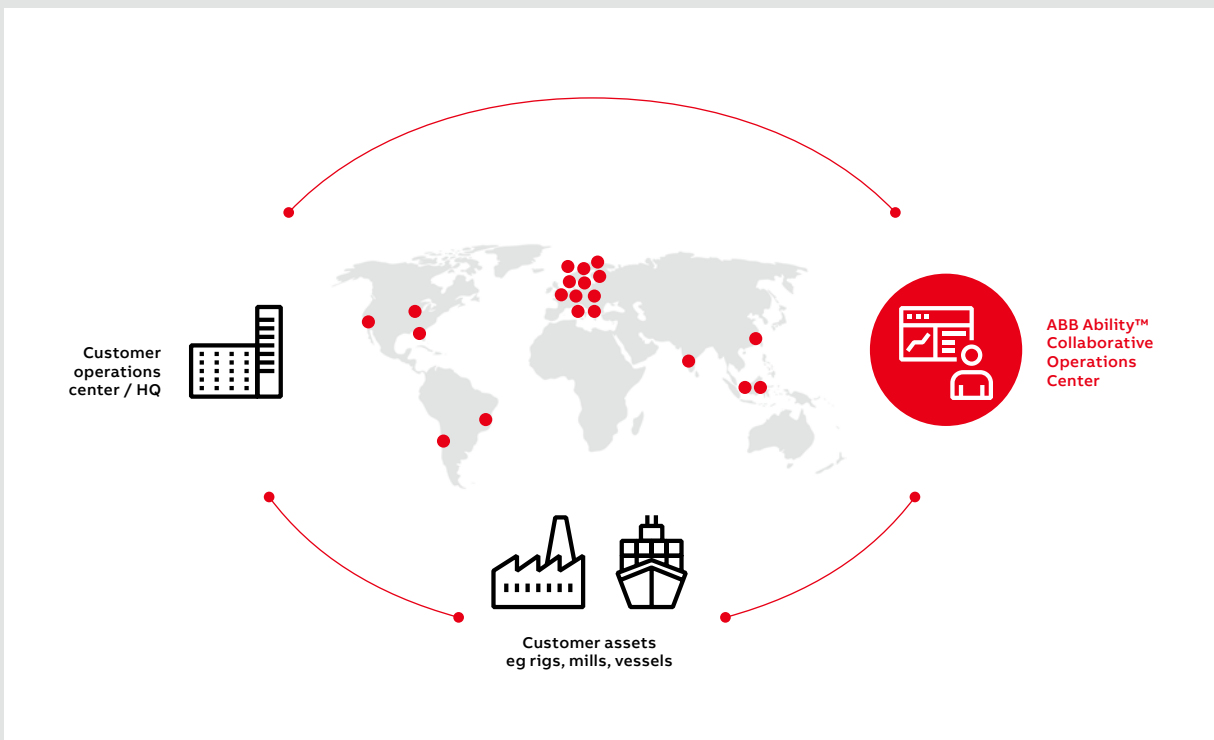 Customer
operations
center / HQ
ABB Ability™
Collaborative
Operations
Center
Customer assets
eg rigs, mills, vessels